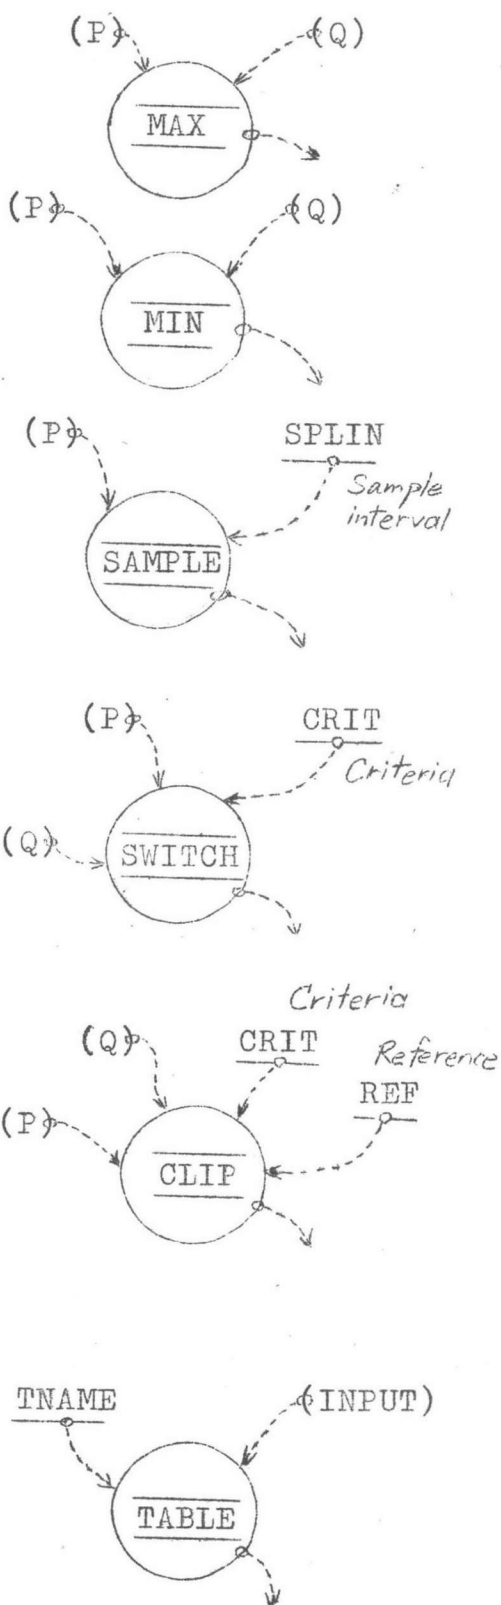 (P) (Q)
MAX
(P) (Q)
MIN
(P) SPLIN
Sample
interval
SAMPLE
(P) CRIT
Criteria
(Q) SWITCH
Criteria
(Q) CRIT
Reference
REF
(P)
CLIP
TNAME (INPUT)
TABLE